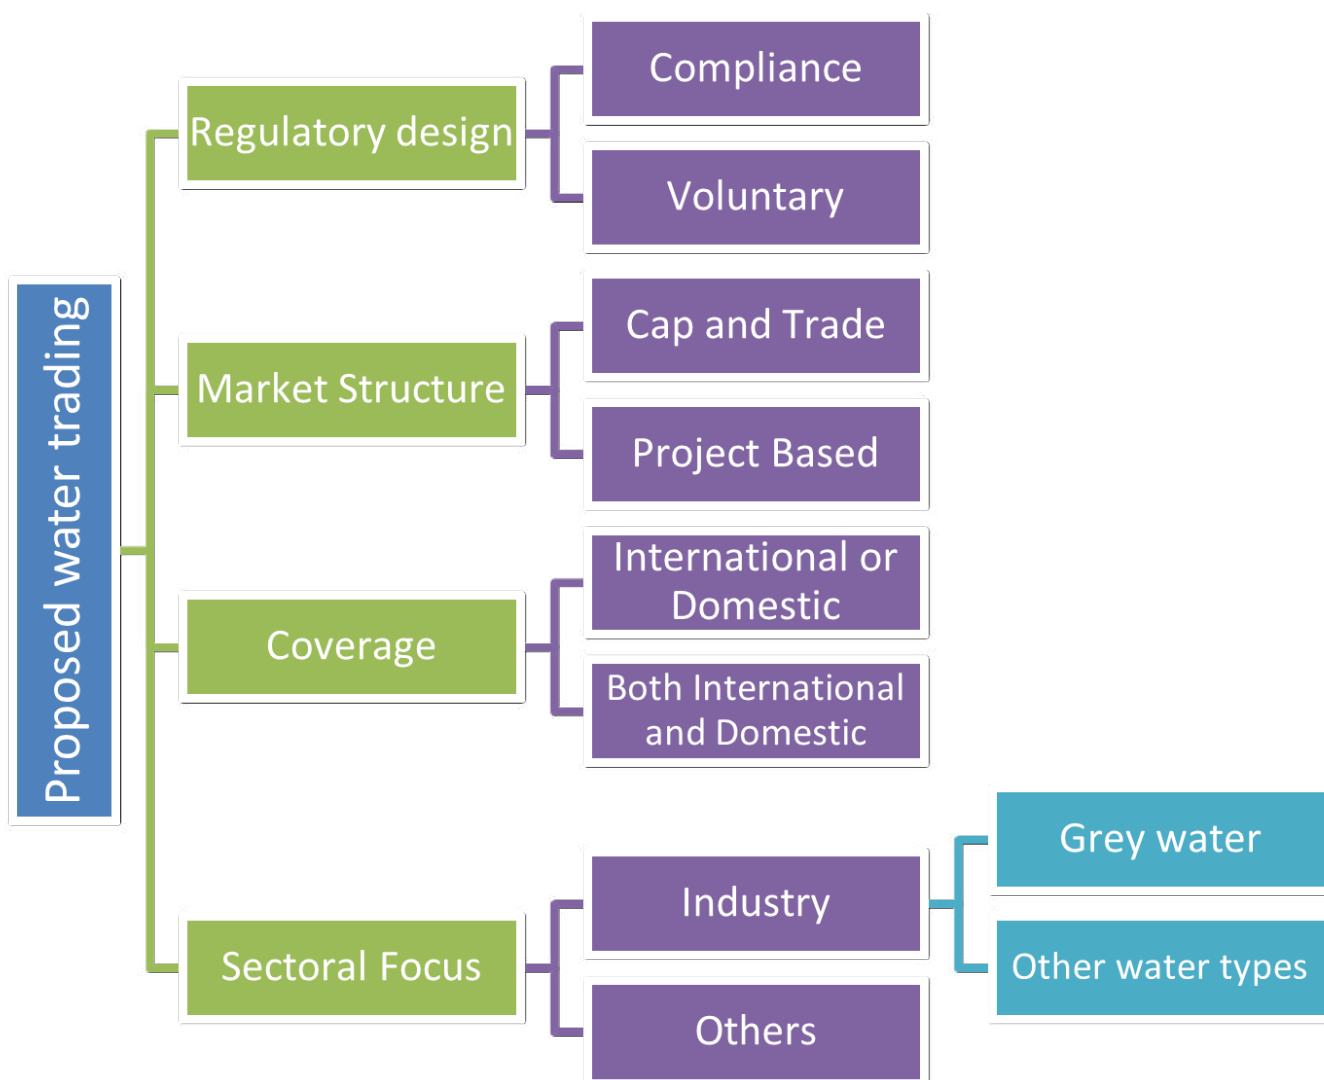 Proposed water trading
Regulatory design
Compliance
Voluntary
Market Structure
Cap and Trade
Project Based
Coverage
International or
Domestic
Both International
and Domestic
Sectoral Focus
Industry
Grey water
Other water types
Others